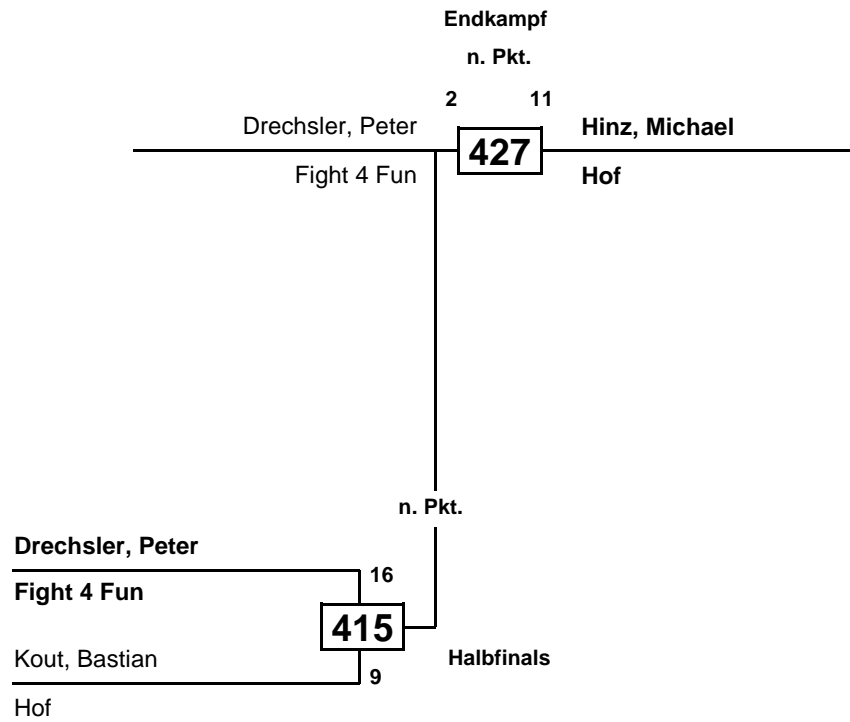 Endkampf
n. Pkt.
2 11
Drechsler, Peter
Fight 4 Fun
427
Hinz, Michael
Hof
n. Pkt.
Drechsler, Peter
Fight 4 Fun
16
415
Kout, Bastian
Hof
9
Halbfinals